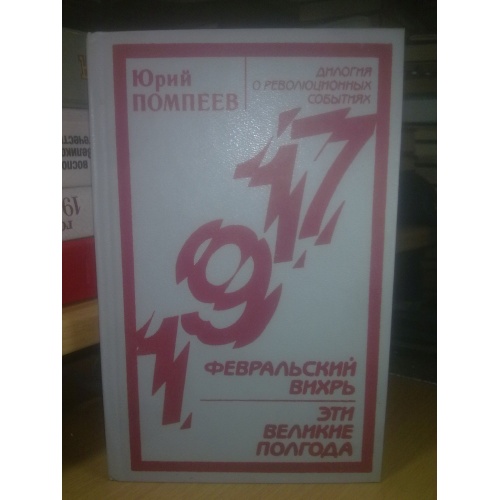 Юрий
ПОМПЕЕВ
ДИЛОГИЯ
О РЕВОЛЮЦИОННЫХ
СОБЫТИЯХ
1917
ФЕВРАЛЬСКИЙ
ВИХРЬ
ЭТИ
ВЕЛИКИЕ
ПОЛГОДА